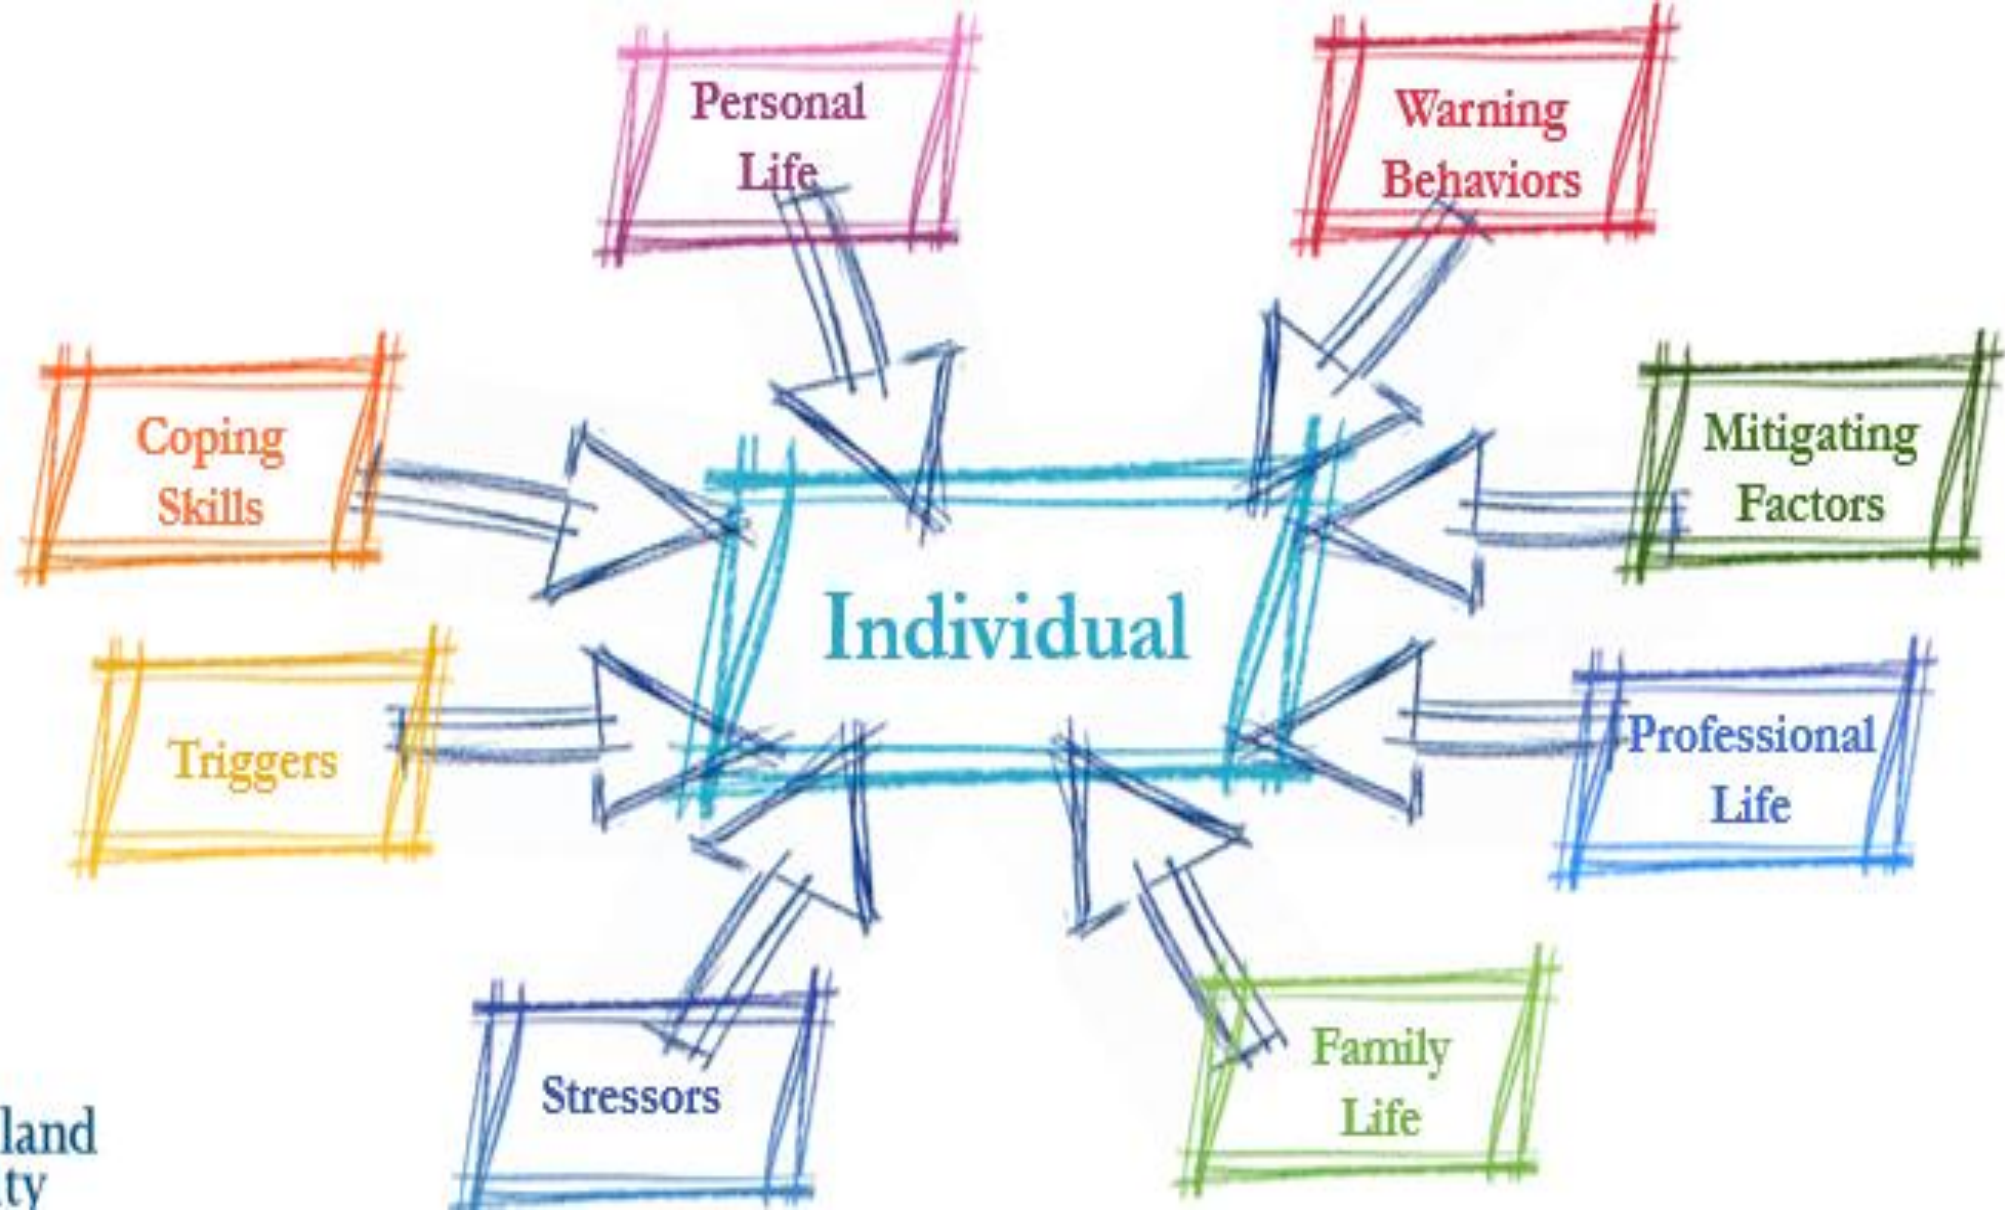 Personal
Life
Warning
Behaviors
Coping
Skills
Mitigating
Factors
Individual
Triggers
Professional
Life
Stressors
Family
Life
land
ty